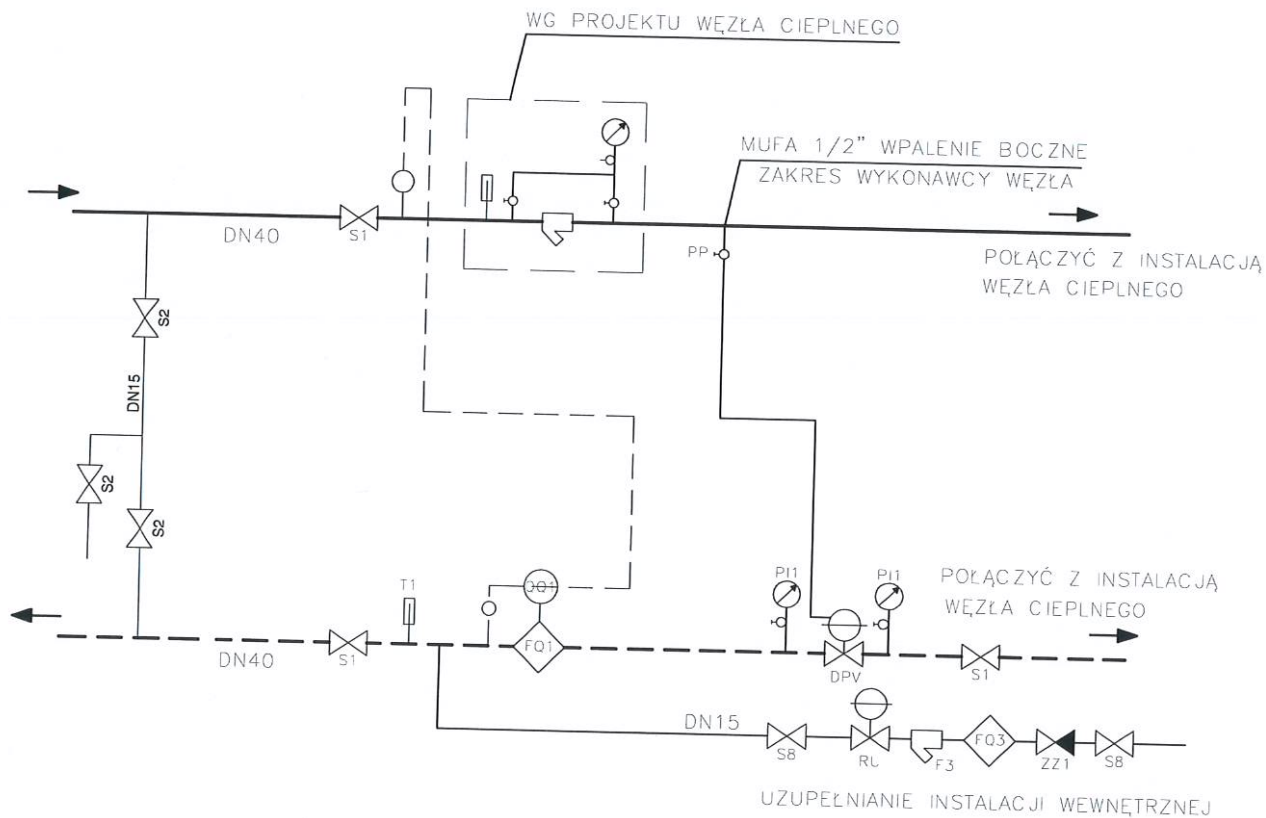 WG PROJEKTU WĘZŁA CIEPLNEGO
MUFA 1/2" WPALENIE BOCZNE
ZAKRES WYKONAWCY WĘZŁA
DN40
S1
PP
POŁĄCZYĆ Z INSTALACJĄ
WĘZŁA CIEPLNEGO
S2
DN15
S2
S2
T1
QQ1
FQ1
PI1
PI1
POŁĄCZYĆ Z INSTALACJĄ
WĘZŁA CIEPLNEGO
DN40
S1
DPV
S1
DN15
S8
RU
F3
FQ3
ZZ1
S8
UZUPEŁNIANIE INSTALACJI WEWNĘTRZNEJ